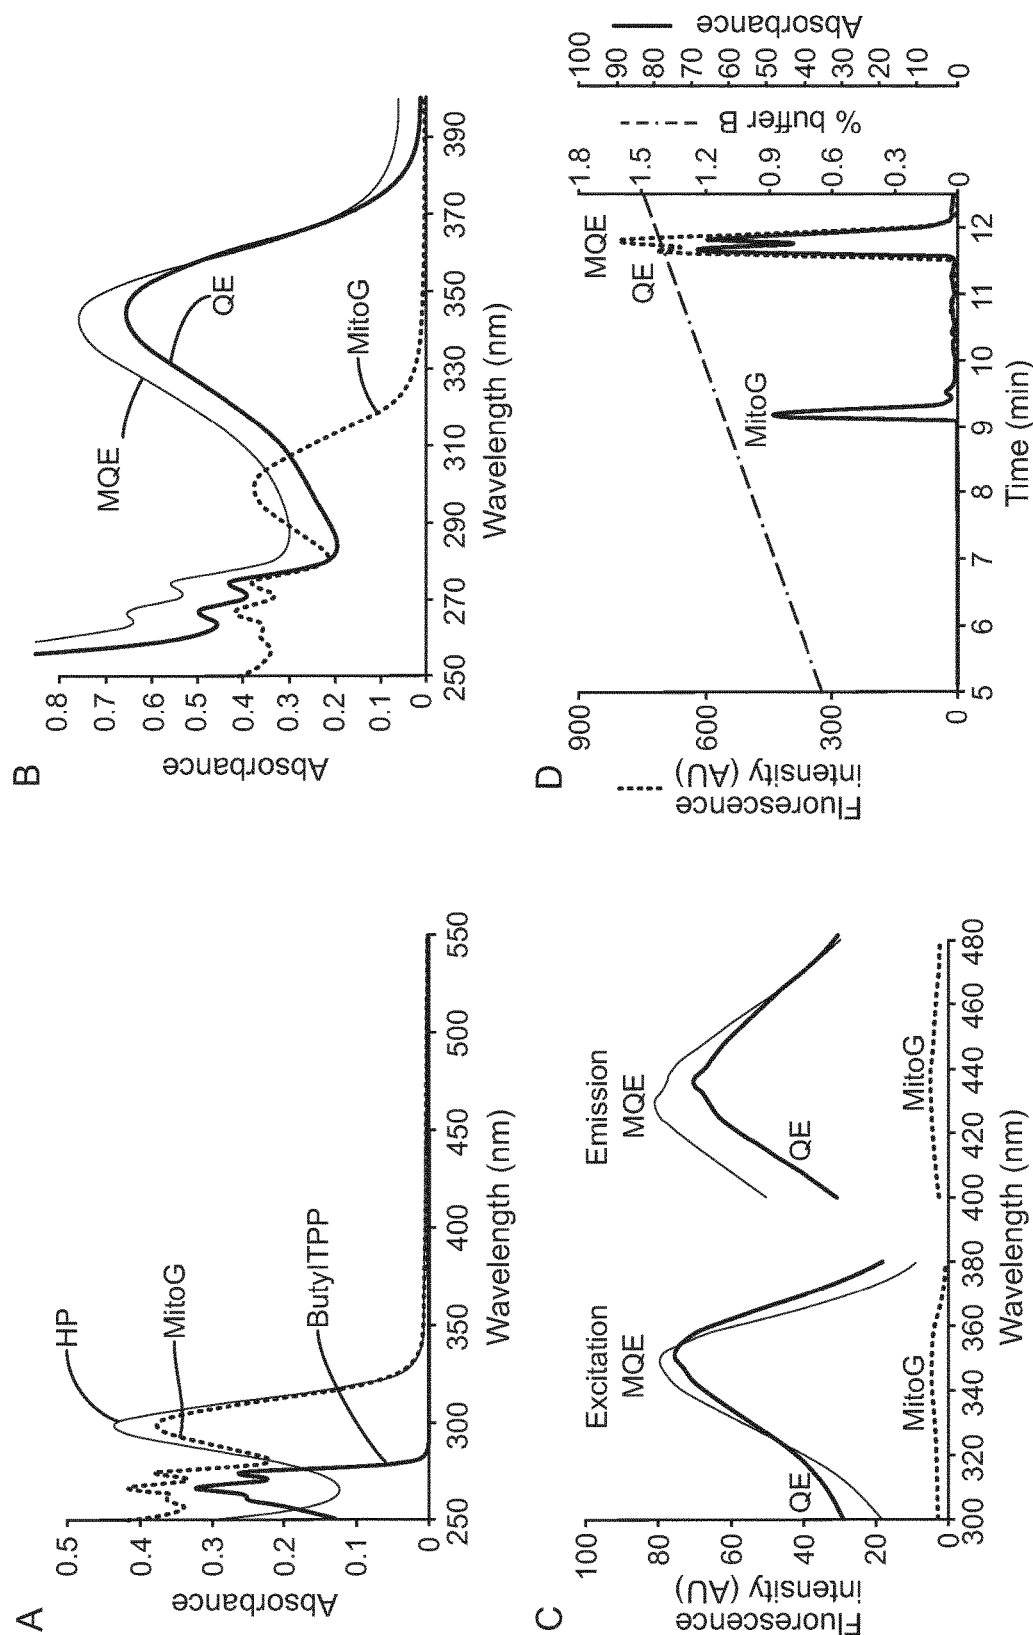 A
Absorbance
0.5
0.4
0.3
0.2
0.1
0
HP
MitoG
ButylTPP
250
300
350
400
450
500
550
Wavelength (nm)
B
Absorbance
0.8
0.7
0.6
0.5
0.4
0.3
0.2
0.1
0
MQE
QE
MitoG
250
270
290
310
330
350
370
390
Wavelength (nm)
C
Fluorescence
intensity (AU)
100
80
60
40
20
0
Excitation
MQE
QE
MitoG
Emission
MQE
QE
MitoG
300
320
340
360
380
400
420
440
460
480
Wavelength (nm)
D
Fluorescence
intensity (AU)
900
600
300
0
MitoG
QE
MQE
5
6
7
8
9
10
11
12
Time (min)
1.8
1.5
1.2
0.9
0.6
0.3
0
% buffer B
100
90
80
70
60
50
40
30
20
10
0
Absorbance